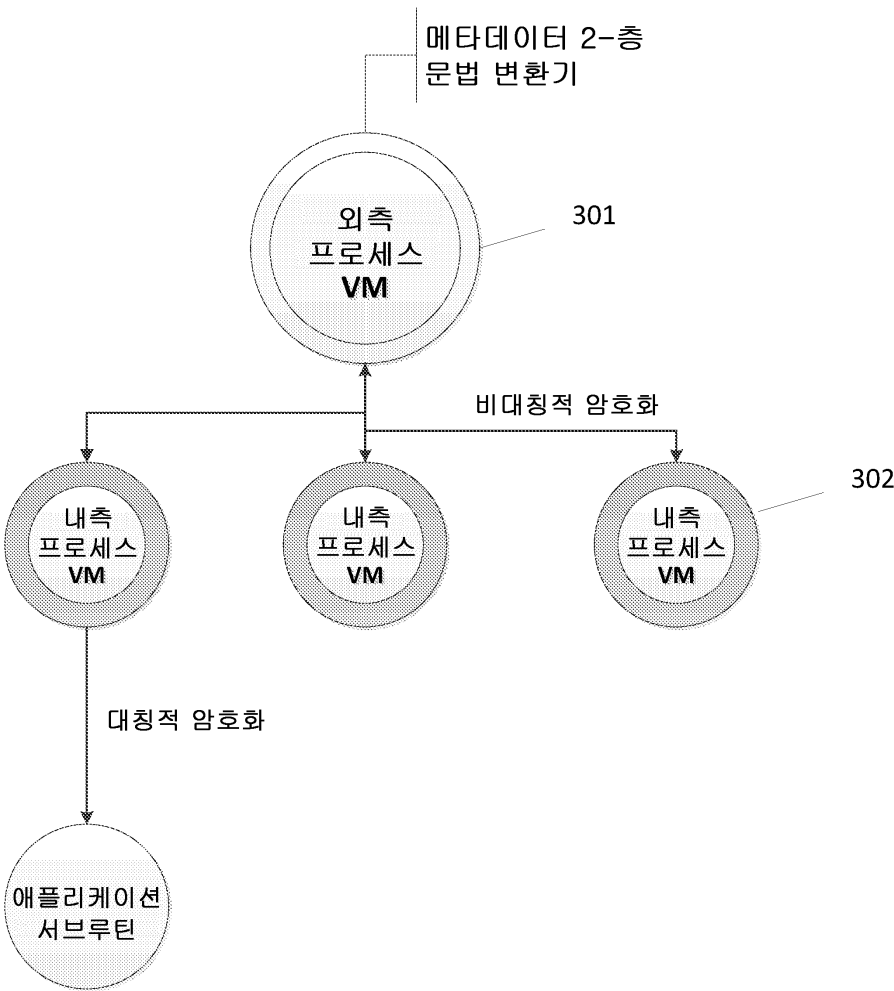 메타데이터 2-층
문법 변환기
외측
프로세스
VM
301
비대칭적 암호화
302
내측
프로세스
VM
내측
프로세스
VM
내측
프로세스
VM
대칭적 암호화
애플리케이션
서브루틴